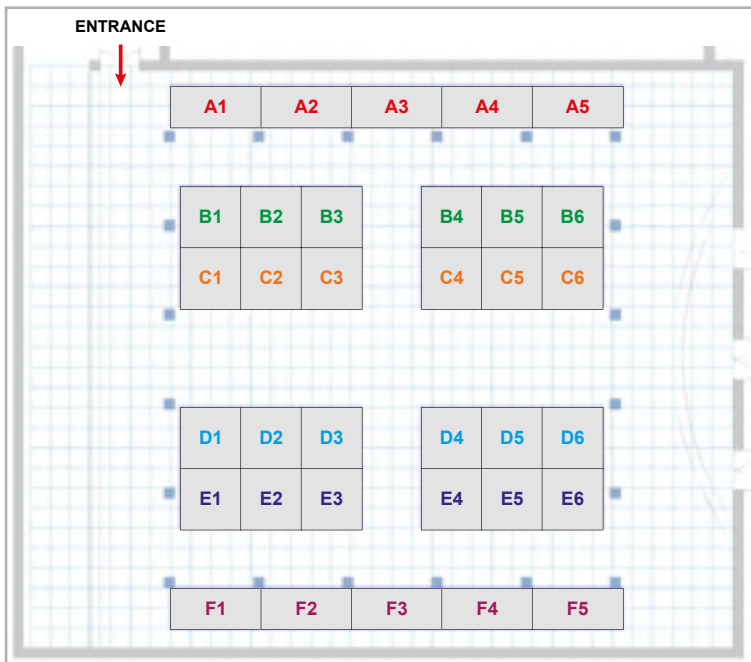 ENTRANCE
A1 A2 A3 A4 A5
B1 B2 B3 B4 B5 B6
C1 C2 C3 C4 C5 C6
D1 D2 D3 D4 D5 D6
E1 E2 E3 E4 E5 E6
F1 F2 F3 F4 F5